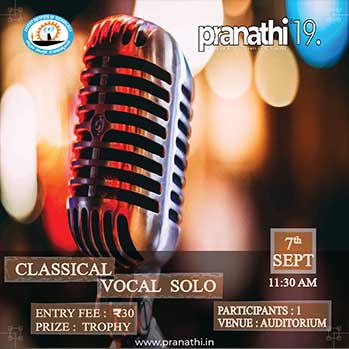 pranathi'19.
7th
SEPT
11:30 AM
CLASSICAL
VOCAL SOLO
ENTRY FEE : ₹30
PRIZE : TROPHY
PARTICIPANTS : 1
VENUE : AUDITORIUM
www.pranathi.in